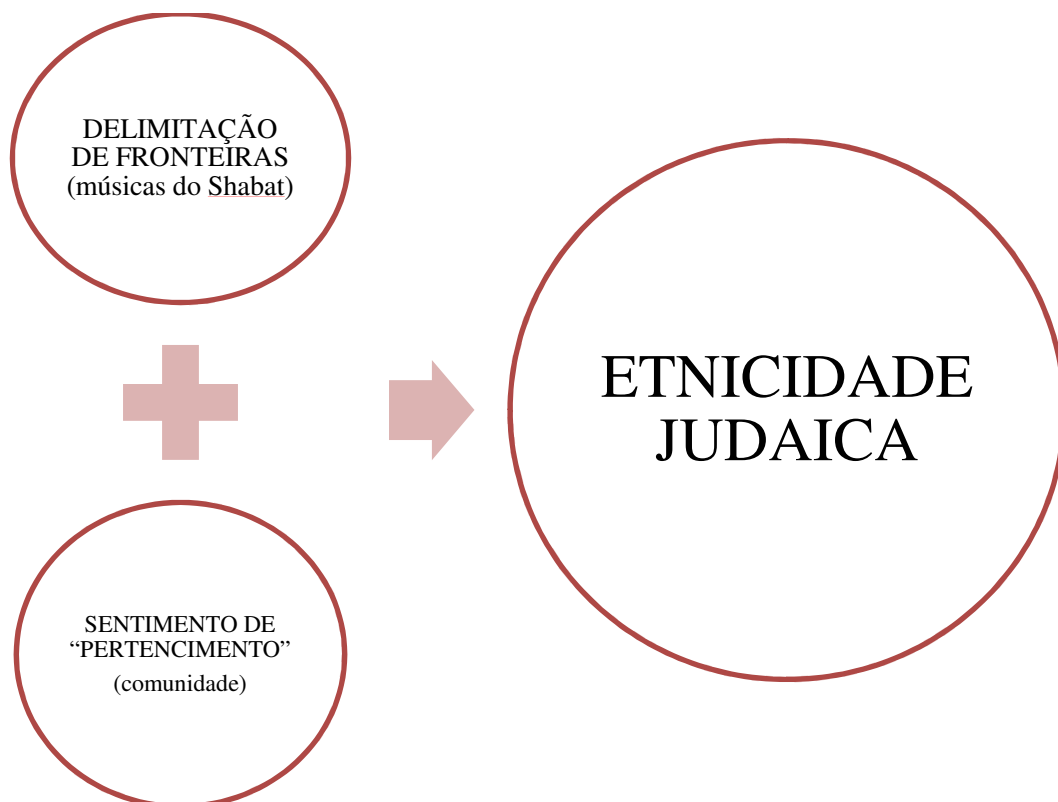 DELIMITAÇÃO
DE FRONTEIRAS
(músicas do Shabat)
SENTIMENTO DE
“PERTENCIMENTO”
(comunidade)
ETNICIDADE
JUDAICA